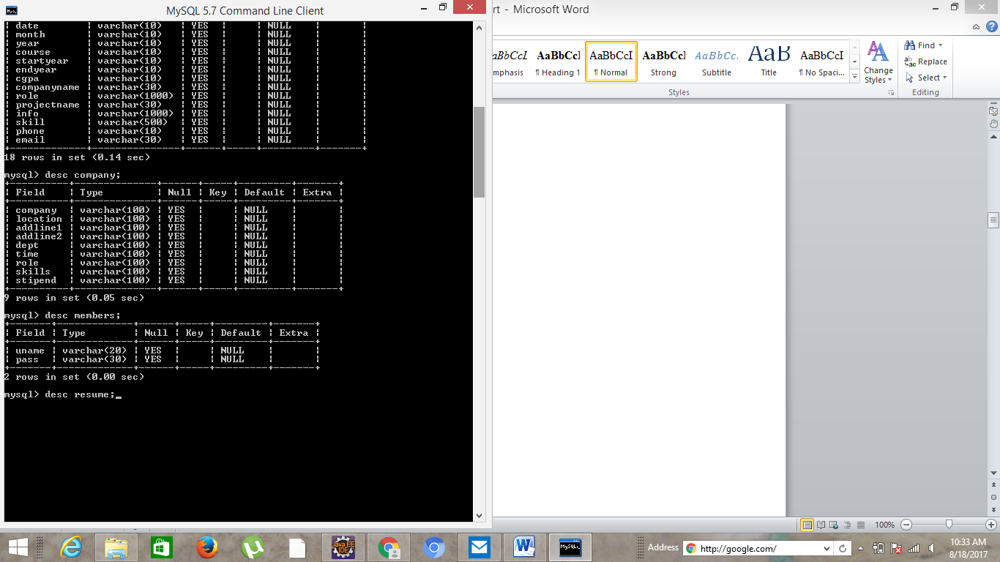 MySQL 5.7 Command Line Client
| date | varchar(10) | YES | | NULL | |
| month | varchar(10) | YES | | NULL | |
| year | varchar(10) | YES | | NULL | |
| course | varchar(10) | YES | | NULL | |
| startyear | varchar(10) | YES | | NULL | |
| endyear | varchar(10) | YES | | NULL | |
| cgpa | varchar(10) | YES | | NULL | |
| companyname | varchar(30) | YES | | NULL | |
| role | varchar(1000) | YES | | NULL | |
| projectname | varchar(30) | YES | | NULL | |
| info | varchar(1000) | YES | | NULL | |
| skill | varchar(500) | YES | | NULL | |
| phone | varchar(10) | YES | | NULL | |
| email | varchar(30) | YES | | NULL | |
18 rows in set (0.14 sec)
mysql> desc company;
| Field | Type | Null | Key | Default | Extra |
| company | varchar(100) | YES | | NULL | |
| location | varchar(100) | YES | | NULL | |
| addline1 | varchar(100) | YES | | NULL | |
| addline2 | varchar(100) | YES | | NULL | |
| dept | varchar(100) | YES | | NULL | |
| time | varchar(100) | YES | | NULL | |
| role | varchar(100) | YES | | NULL | |
| skills | varchar(100) | YES | | NULL | |
| stipend | varchar(100) | YES | | NULL | |
9 rows in set (0.05 sec)
mysql> desc members;
| Field | Type | Null | Key | Default | Extra |
| uname | varchar(20) | YES | | NULL | |
| pass | varchar(30) | YES | | NULL | |
2 rows in set (0.00 sec)
mysql> desc resume;_
rt - Microsoft Word
AaBbCcI AaBbCcI AaBbCcI AaBbCcI AaBbCc. AaB AaBbCcI
mphasis ¶ Heading 1 ¶ Normal Strong Subtitle Title ¶ No Spaci...
Change Styles
Find
Replace
Select
Styles
Editing
100%
Java EE IDE
MySQL
Address http://google.com/
10:33 AM
8/18/2017